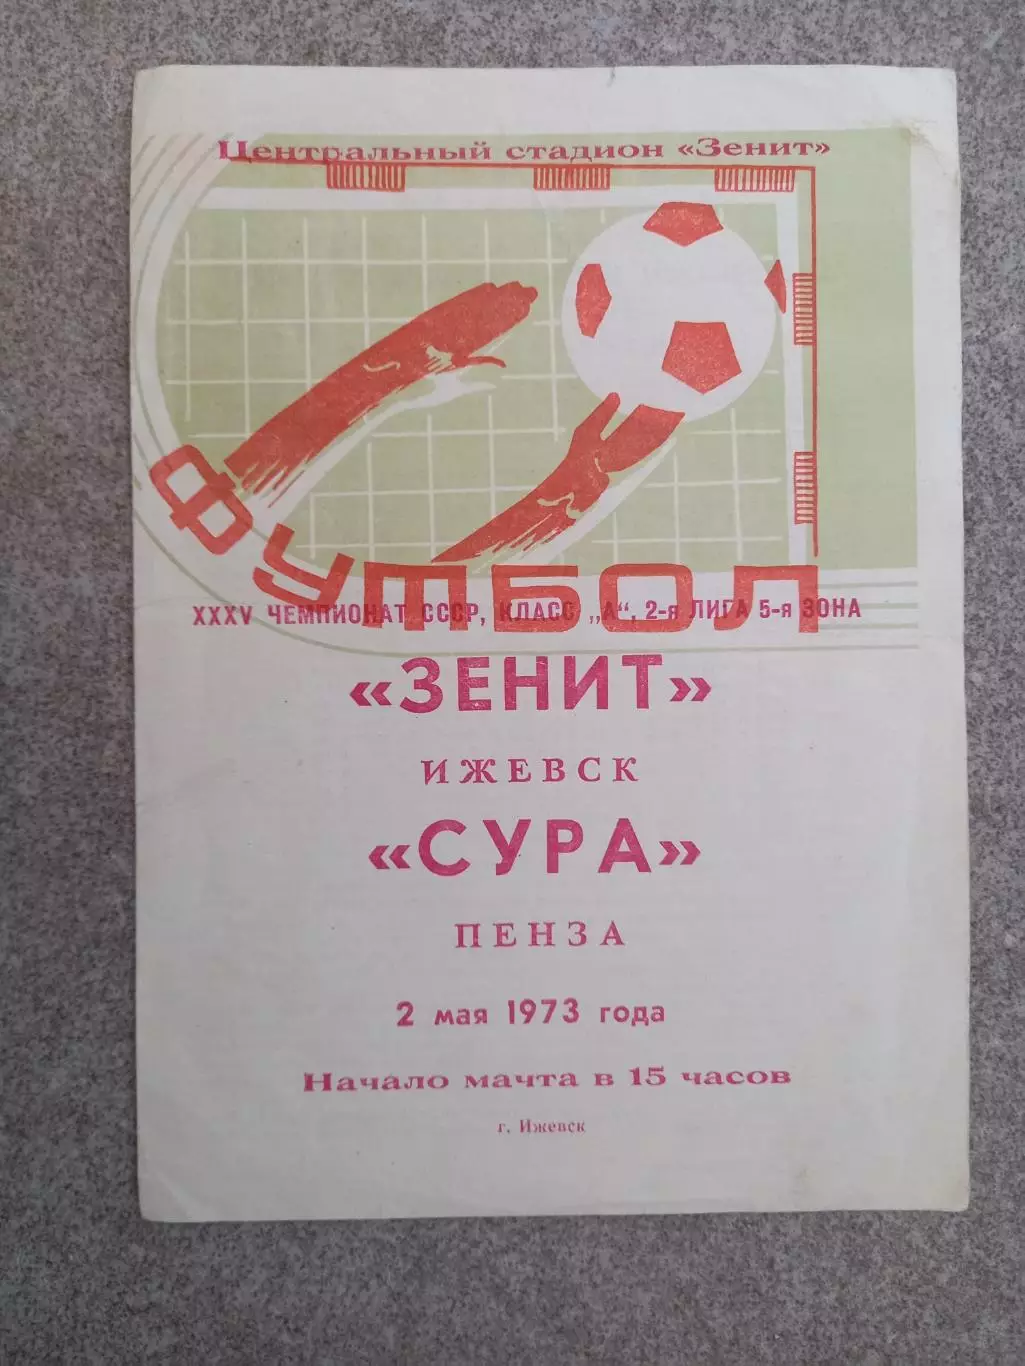 Центральный стадион «Зенит»
ФУТБОЛ
XXXV ЧЕМПИОНАТ СССР, КЛАСС „А“, 2-я ЛИГА 5-я ЗОНА
«ЗЕНИТ»
ИЖЕВСК
«СУРА»
ПЕНЗА
2 мая 1973 года
Начало мачта в 15 часов
г. Ижевск